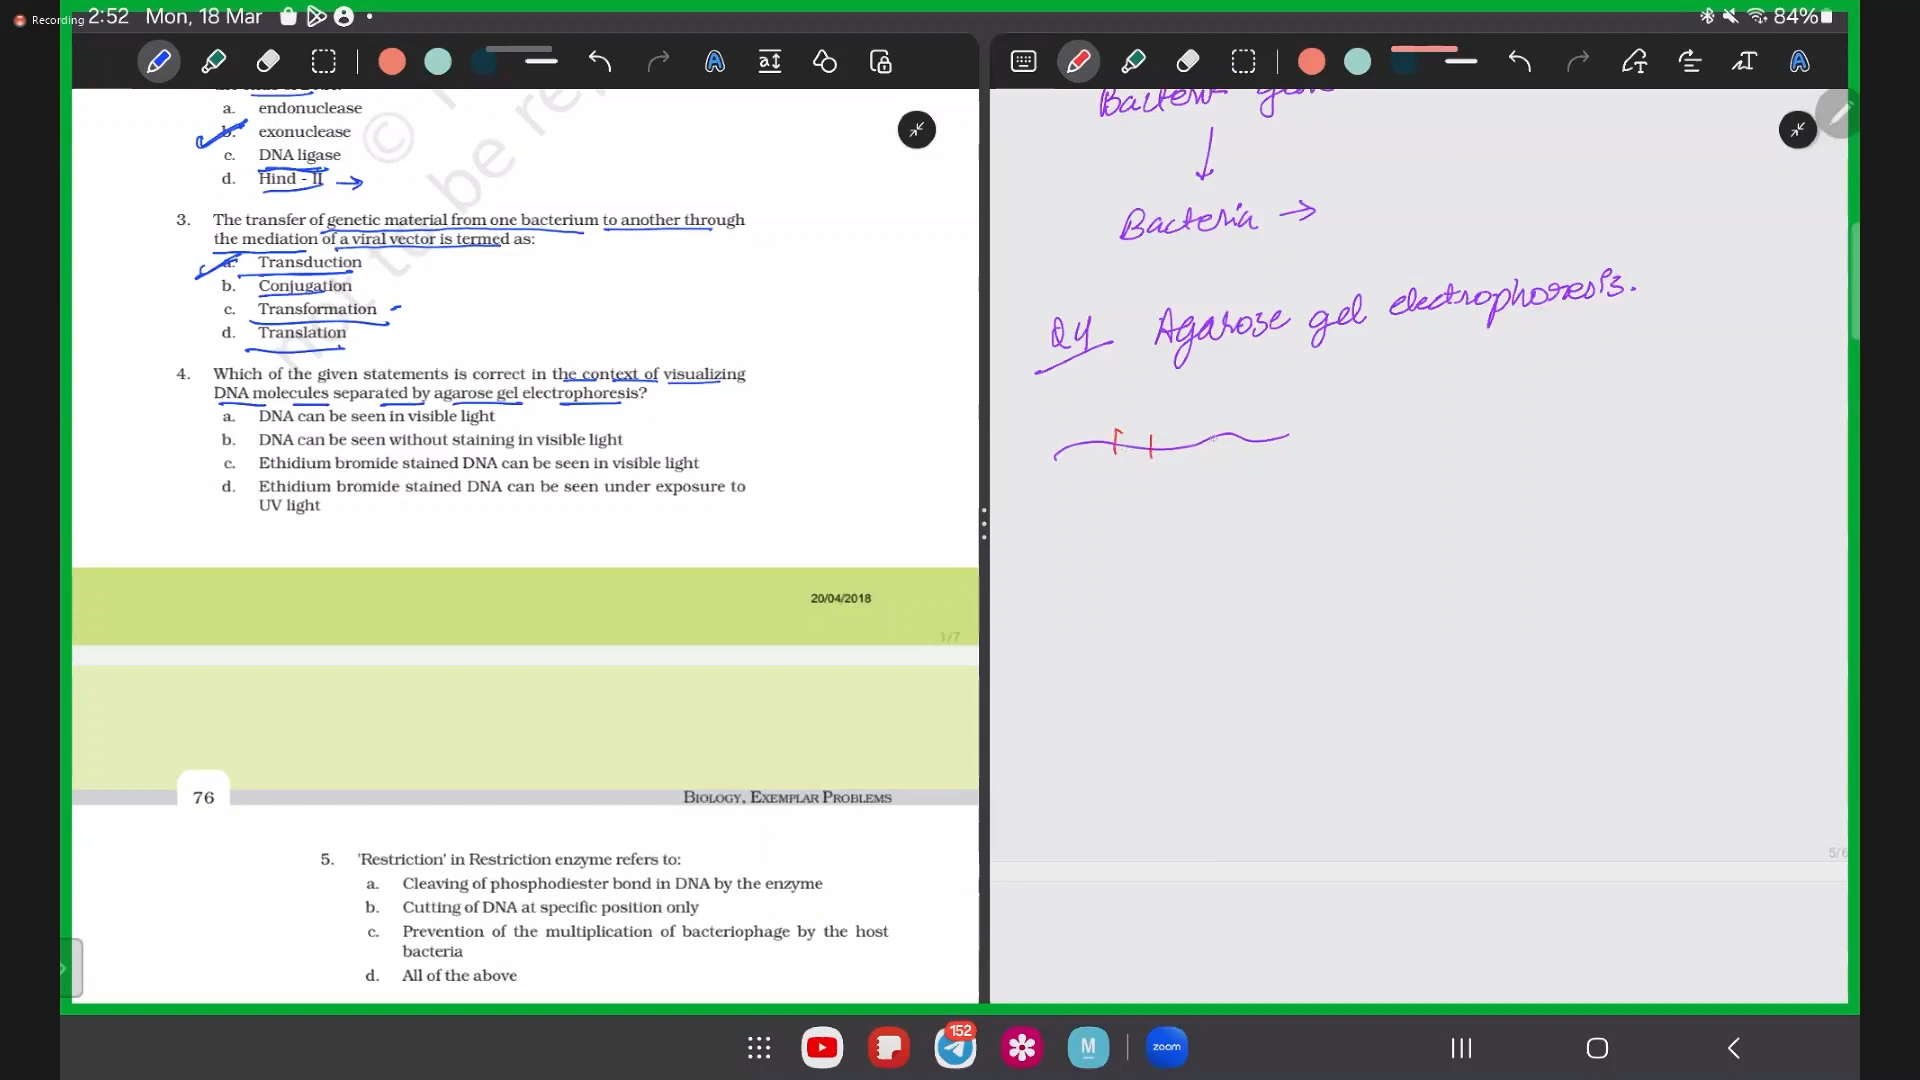 Recording
2:52 Mon, 18 Mar
84%
a. endonuclease
b. exonuclease
c. DNA ligase
d. Hind - II
3. The transfer of genetic material from one bacterium to another through
the mediation of a viral vector is termed as:
a. Transduction
b. Conjugation
c. Transformation
d. Translation
4. Which of the given statements is correct in the context of visualizing
DNA molecules separated by agarose gel electrophoresis?
a. DNA can be seen in visible light
b. DNA can be seen without staining in visible light
c. Ethidium bromide stained DNA can be seen in visible light
d. Ethidium bromide stained DNA can be seen under exposure to
UV light
20/04/2018
1/7
76
BIOLOGY, EXEMPLAR PROBLEMS
5. 'Restriction' in Restriction enzyme refers to:
a. Cleaving of phosphodiester bond in DNA by the enzyme
b. Cutting of DNA at specific position only
c. Prevention of the multiplication of bacteriophage by the host
bacteria
d. All of the above
Bacteria →
Q4 Agarose gel electrophoresis.
5/6
152
M
zoom